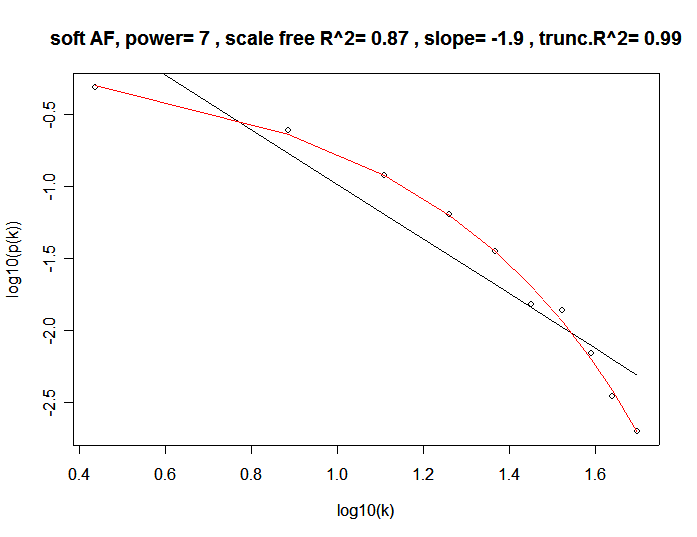 soft AF, power= 7 , scale free R^2= 0.87 , slope= -1.9 , trunc.R^2= 0.99
log10(p(k))
-0.5
-1.0
-1.5
-2.0
-2.5
0.4 0.6 0.8 1.0 1.2 1.4 1.6
log10(k)